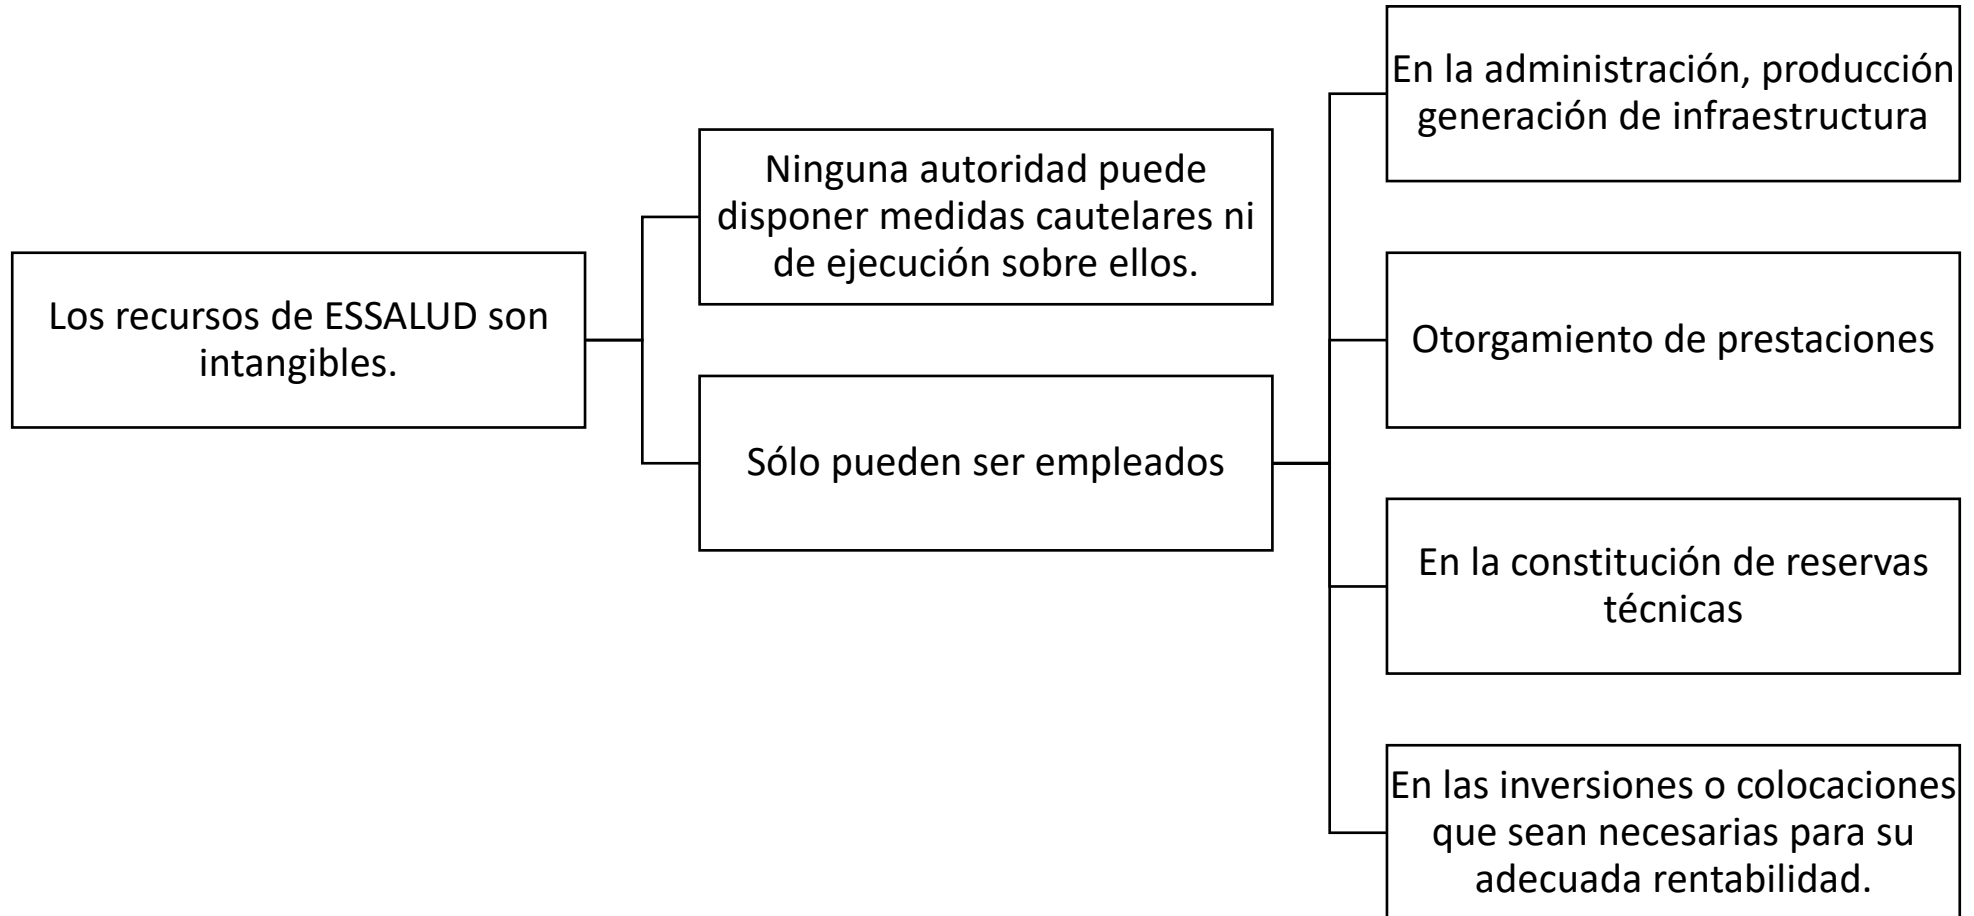 Los recursos de ESSALUD son
intangibles.
Ninguna autoridad puede
disponer medidas cautelares ni
de ejecución sobre ellos.
Sólo pueden ser empleados
En la administración, producción
generación de infraestructura
Otorgamiento de prestaciones
En la constitución de reservas
técnicas
En las inversiones o colocaciones
que sean necesarias para su
adecuada rentabilidad.